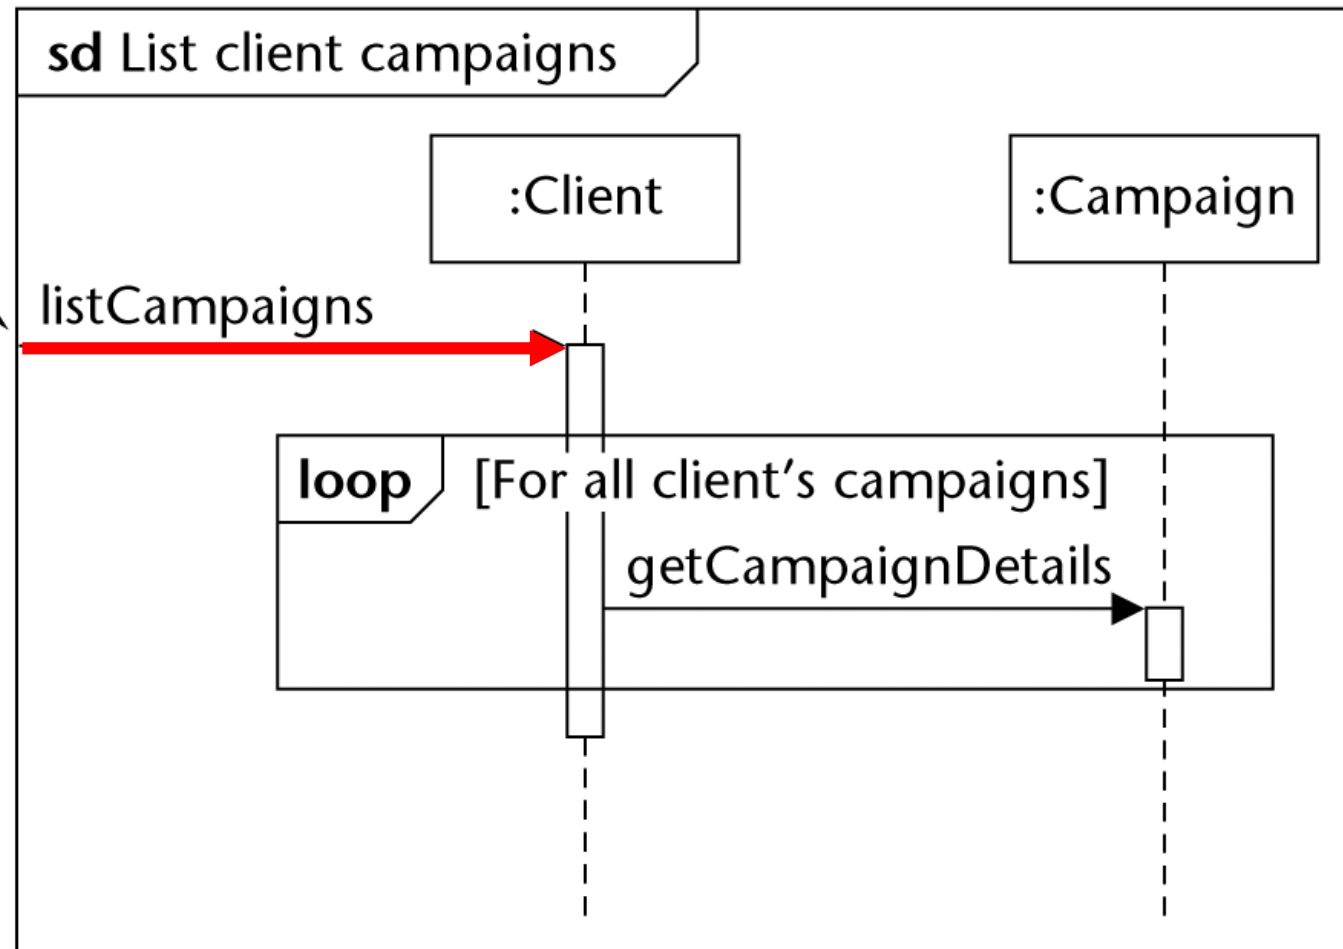 sd List client campaigns
:Client
:Campaign
listCampaigns
loop [For all client's campaigns]
getCampaignDetails